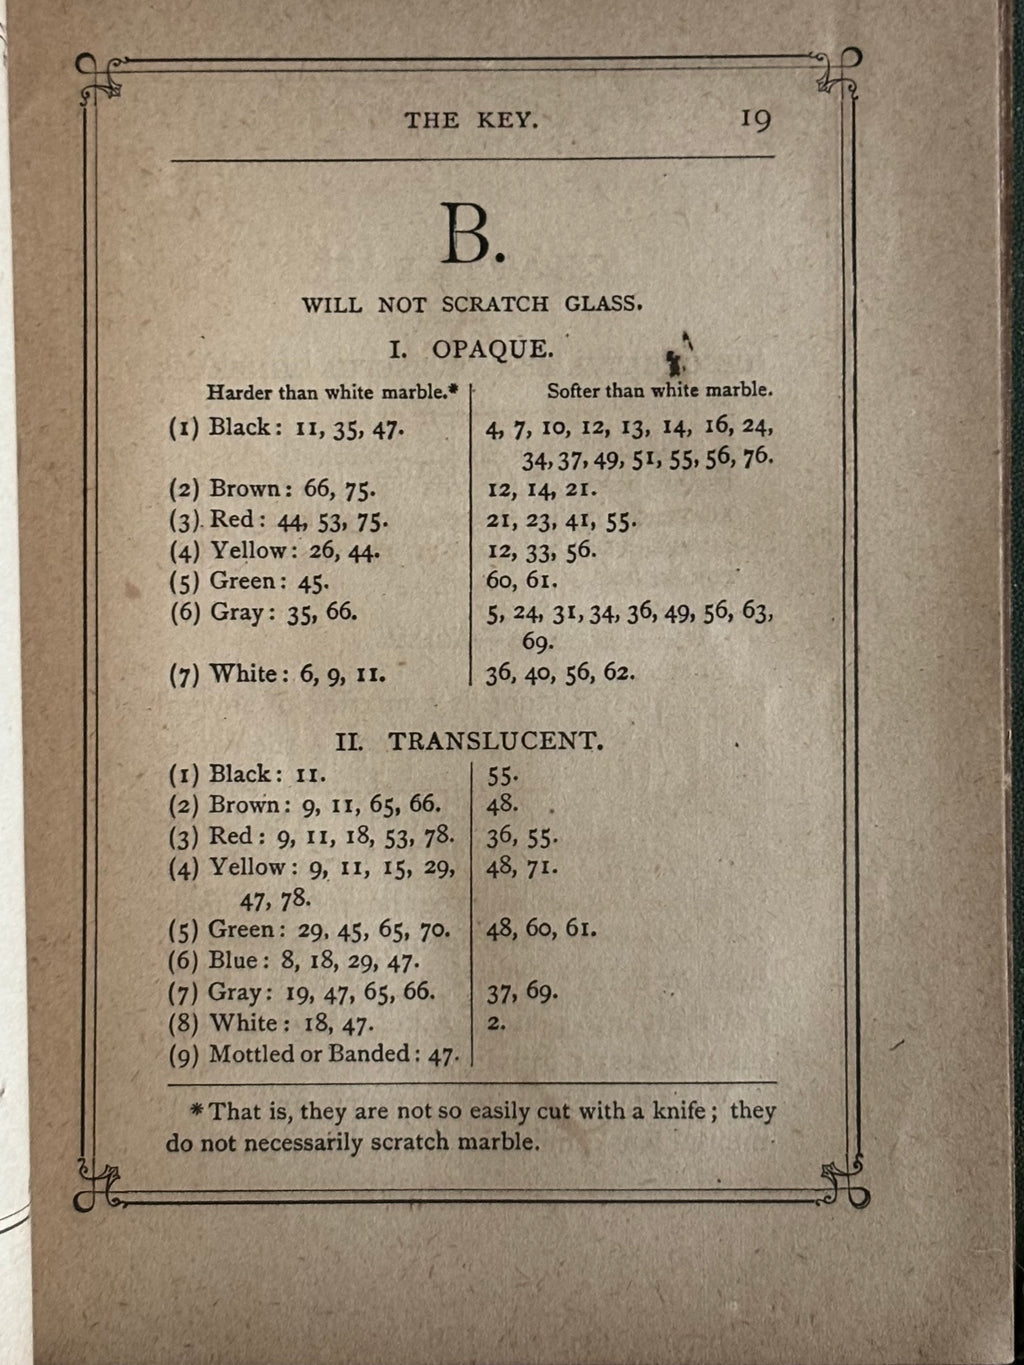 THE KEY. 19
B.
WILL NOT SCRATCH GLASS.
I. OPAQUE.
Harder than white marble.* Softer than white marble.
(1) Black: 11, 35, 47. 4, 7, 10, 12, 13, 14, 16, 24,
34, 37, 49, 51, 55, 56, 76.
(2) Brown: 66, 75. 12, 14, 21.
(3) Red: 44, 53, 75. 21, 23, 41, 55.
(4) Yellow: 26, 44. 12, 33, 56.
(5) Green: 45. 60, 61.
(6) Gray: 35, 66. 5, 24, 31, 34, 36, 49, 56, 63,
69.
(7) White: 6, 9, 11. 36, 40, 56, 62.
II. TRANSLUCENT.
(1) Black: 11. 55.
(2) Brown: 9, 11, 65, 66. 48.
(3) Red: 9, 11, 18, 53, 78. 36, 55.
(4) Yellow: 9, 11, 15, 29, 48, 71.
47, 78.
(5) Green: 29, 45, 65, 70. 48, 60, 61.
(6) Blue: 8, 18, 29, 47.
(7) Gray: 19, 47, 65, 66. 37, 69.
(8) White: 18, 47. 2.
(9) Mottled or Banded: 47.
*That is, they are not so easily cut with a knife; they
do not necessarily scratch marble.